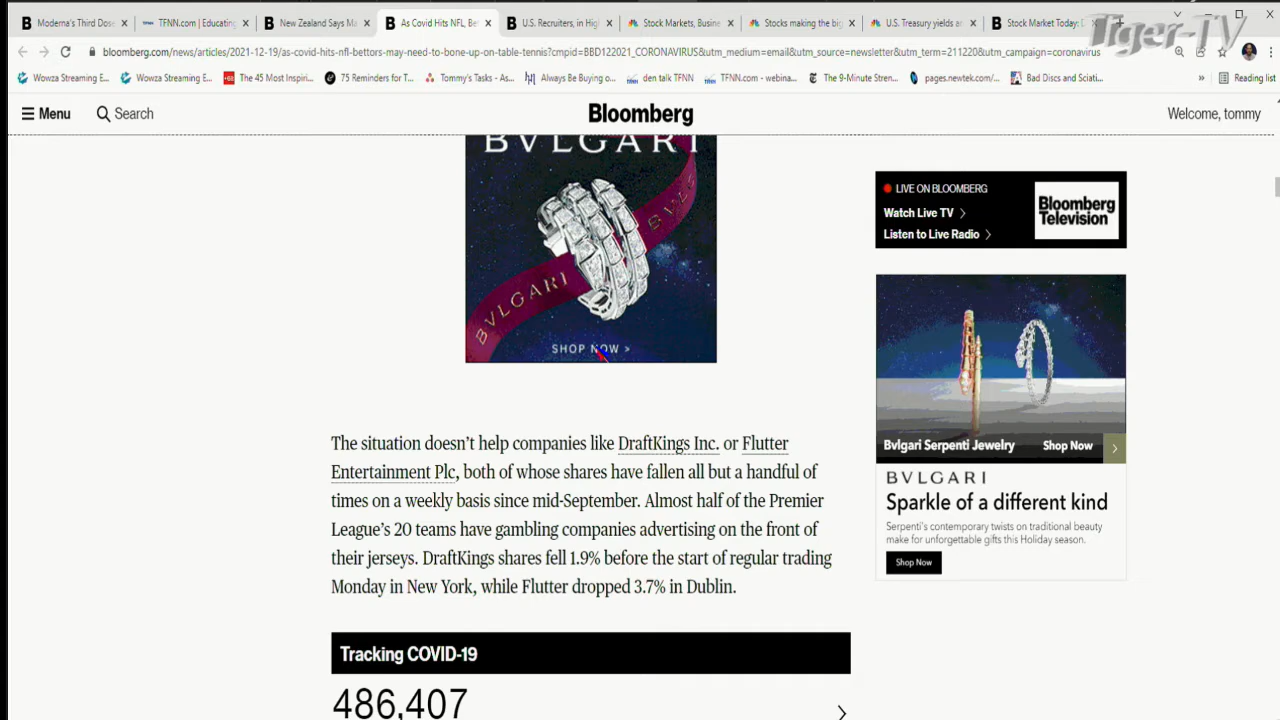 Moderna's Third Dose
TFNN.com | Educating
New Zealand Says Ma
As Covid Hits NFL, Bet
U.S. Recruiters, in Hig
Stock Markets, Busine
Stocks making the big
U.S. Treasury yields a
Stock Market Today: D
Tiger-TV
bloomberg.com/news/articles/2021-12-19/as-covid-hits-nfl-bettors-may-need-to-bone-up-on-table-tennis?cmpid=BBD122021_CORONAVIRUS&utm_medium=email&utm_source=newsletter&utm_term=211220&utm_campaign=coronavirus
Wowza Streaming E...
Wowza Streaming E...
The 45 Most Inspiri...
75 Reminders for T...
Tommy's Tasks - As...
Always Be Buying o...
den talk TFNN
TFNN.com - webina...
The 9-Minute Stren...
pages.newtek.com/...
Bad Discs and Sciati...
»
Reading list
Menu
Search
Bloomberg
Welcome, tommy
BVLGARI
BVLG
BVLGARI
SHOP NOW >
LIVE ON BLOOMBERG
Watch Live TV >
Listen to Live Radio >
Bloomberg
Television
Bvlgari Serpenti Jewelry
Shop Now
BVLGARI
Sparkle of a different kind
Serpenti's contemporary twists on traditional beauty
make for unforgettable gifts this Holiday season.
Shop Now
The situation doesn't help companies like DraftKings Inc. or Flutter
Entertainment Plc, both of whose shares have fallen all but a handful of
times on a weekly basis since mid-September. Almost half of the Premier
League's 20 teams have gambling companies advertising on the front of
their jerseys. DraftKings shares fell 1.9% before the start of regular trading
Monday in New York, while Flutter dropped 3.7% in Dublin.
Tracking COVID-19
486,407